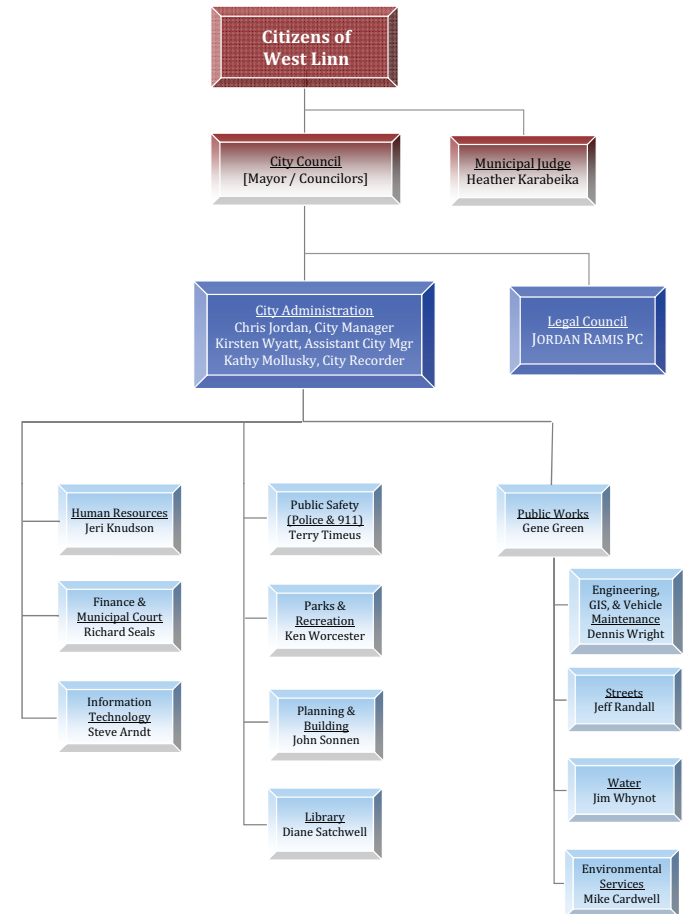 Citizens of
West Linn
City Council
[Mayor / Councilors]
Municipal Judge
Heather Karabeika
City Administration
Chris Jordan, City Manager
Kirsten Wyatt, Assistant City Mgr
Kathy Mollusky, City Recorder
Legal Council
JORDAN RAMIS PC
Human Resources
Jeri Knudson
Finance &
Municipal Court
Richard Seals
Information
Technology
Steve Arndt
Public Safety
(Police & 911)
Terry Timeus
Parks &
Recreation
Ken Worcester
Planning &
Building
John Sonnen
Library
Diane Satchwell
Public Works
Gene Green
Engineering,
GIS, & Vehicle
Maintenance
Dennis Wright
Streets
Jeff Randall
Water
Jim Whynot
Environmental
Services
Mike Cardwell